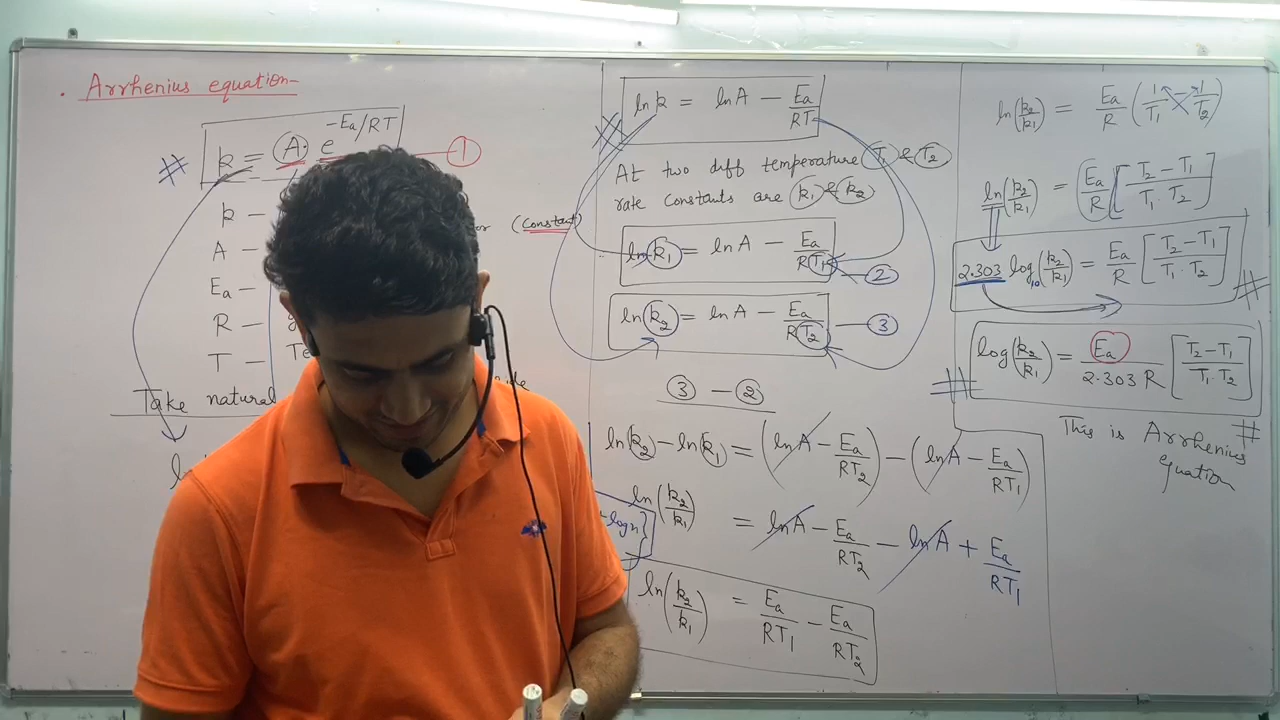 . Arrhenius equation-
# k = A. e^(-Ea/RT) — ①
k -
A - (Constant)
Ea -
R -
T - Te
Take natural
# ln k = ln A - Ea/RT
At two diff temperature T1 & T2
rate constants are k1 & k2
ln k1 = ln A - Ea/RT1 — ②
ln k2 = ln A - Ea/RT2 — ③
③ - ②
ln k2 - ln k1 = (ln A - Ea/RT2) - (ln A - Ea/RT1)
ln(k2/k1) = ln A - Ea/RT2 - ln A + Ea/RT1
ln(k2/k1) = Ea/RT1 - Ea/RT2
ln(k2/k1) = Ea/R (1/T1 - 1/T2)
ln(k2/k1) = Ea/R [T2 - T1/T1 . T2]
2.303 log10(k2/k1) = Ea/R [T2 - T1/T1 . T2] #
# log(k2/k1) = Ea/2.303 R [T2 - T1/T1 . T2] #
This is Arrhenius
equation